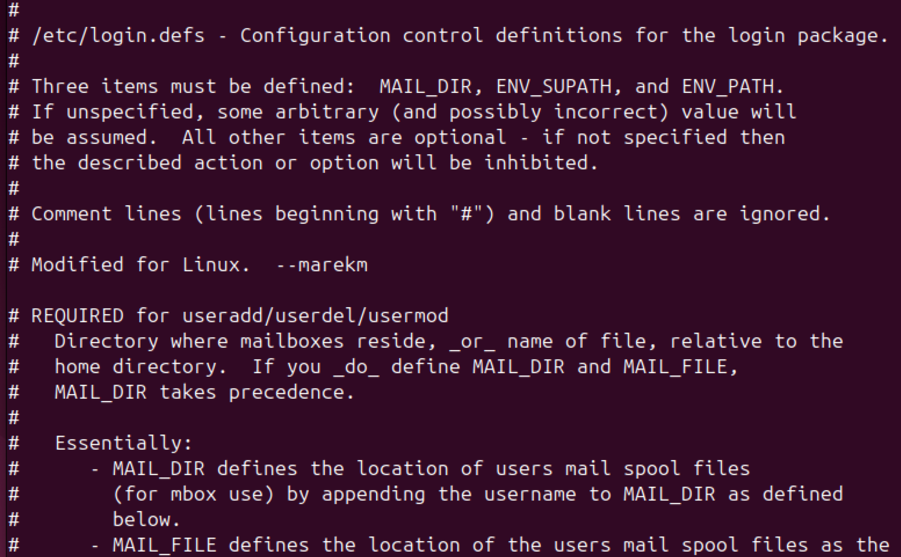 #
# /etc/login.defs - Configuration control definitions for the login package.
#
# Three items must be defined:  MAIL_DIR, ENV_SUPATH, and ENV_PATH.
# If unspecified, some arbitrary (and possibly incorrect) value will
# be assumed.  All other items are optional - if not specified then
# the described action or option will be inhibited.
#
# Comment lines (lines beginning with "#") and blank lines are ignored.
#
# Modified for Linux.  --marekm

# REQUIRED for useradd/userdel/usermod
#   Directory where mailboxes reside, _or_ name of file, relative to the
#   home directory.  If you _do_ define MAIL_DIR and MAIL_FILE,
#   MAIL_DIR takes precedence.
#
#   Essentially:
#      - MAIL_DIR defines the location of users mail spool files
#        (for mbox use) by appending the username to MAIL_DIR as defined
#        below.
#      - MAIL_FILE defines the location of the users mail spool files as the